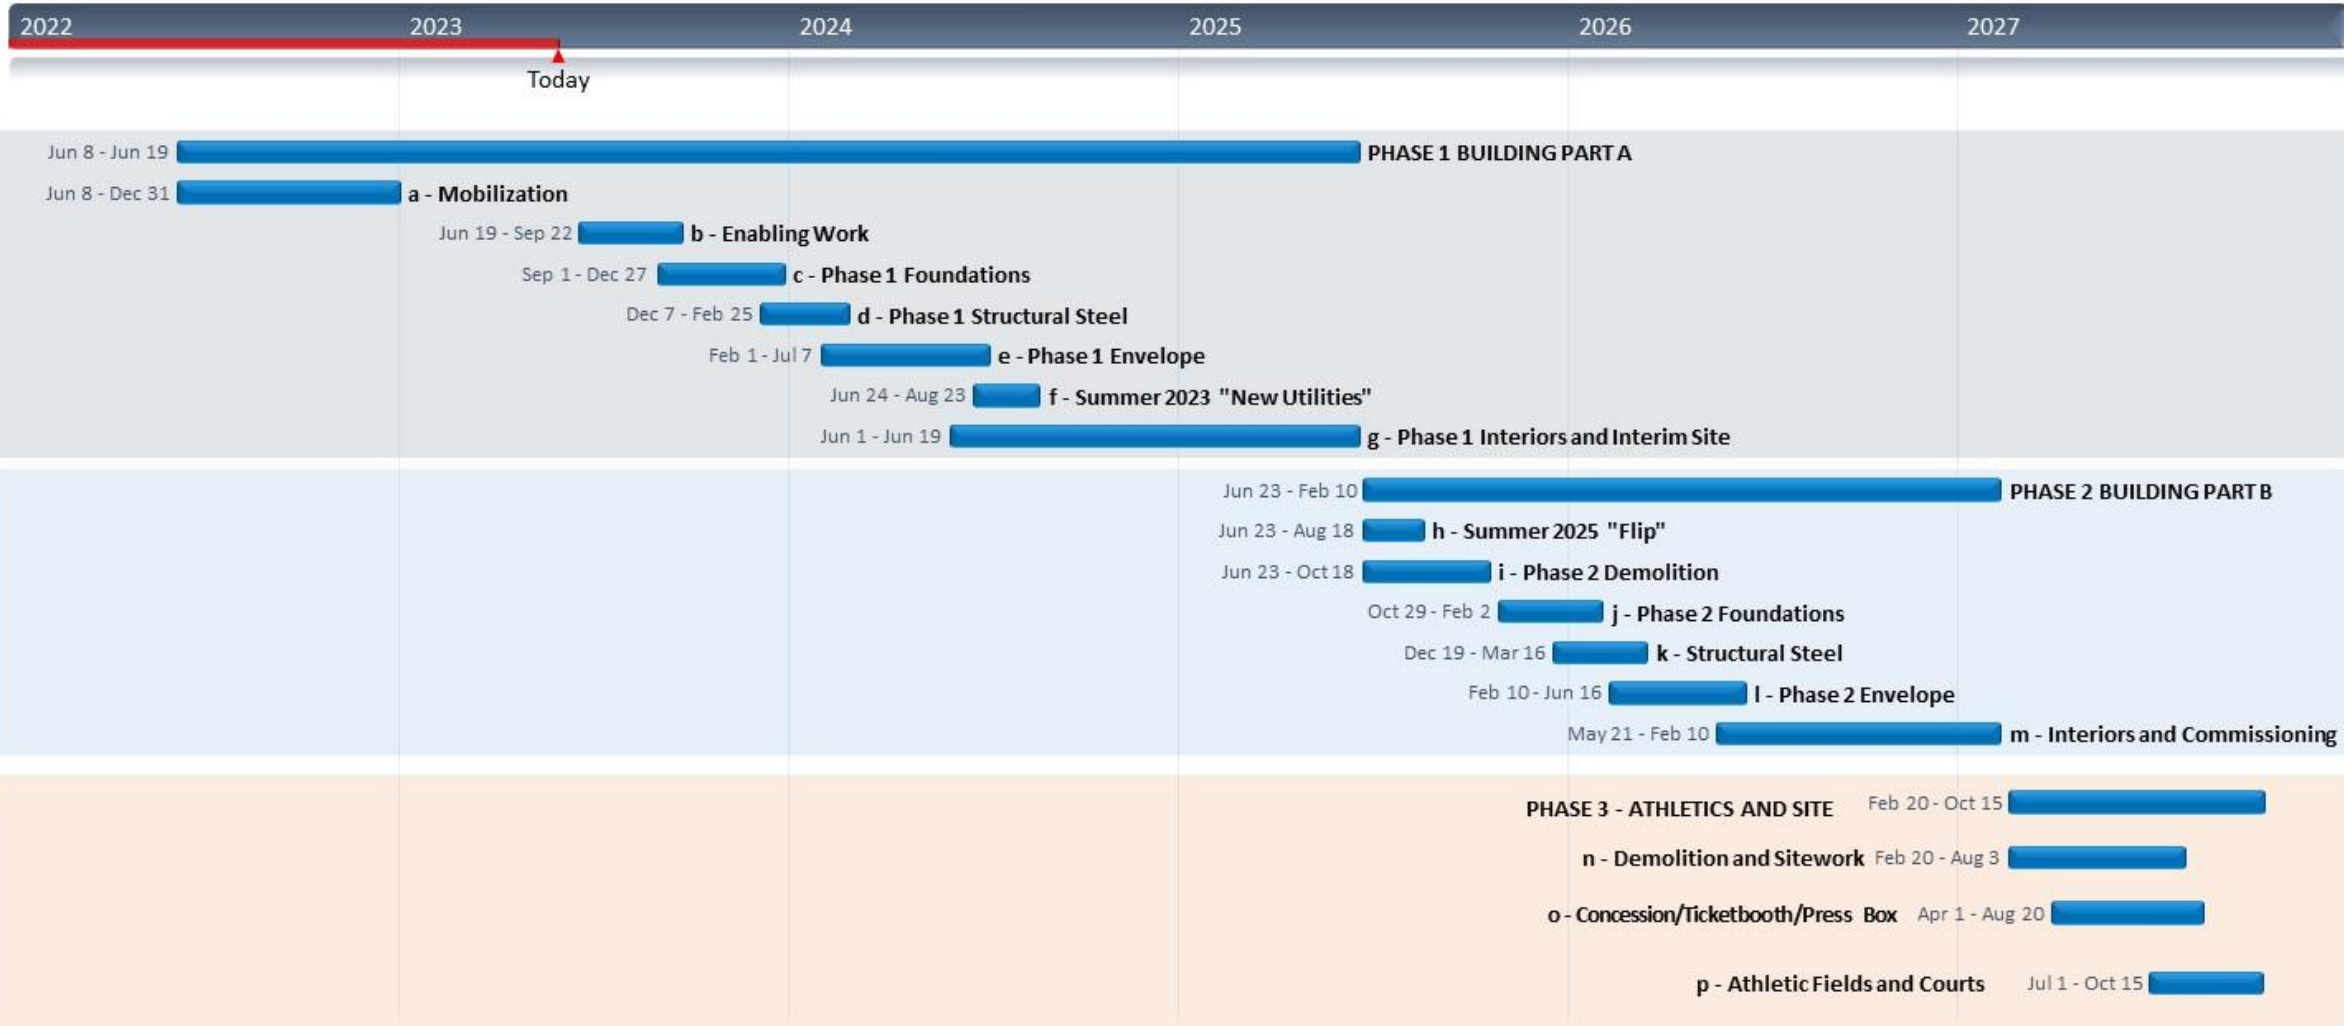 2022 2023 2024 2025 2026 2027
Today
Jun 8 - Jun 19 PHASE 1 BUILDING PART A
Jun 8 - Dec 31 a - Mobilization
Jun 19 - Sep 22 b - Enabling Work
Sep 1 - Dec 27 c - Phase 1 Foundations
Dec 7 - Feb 25 d - Phase 1 Structural Steel
Feb 1 - Jul 7 e - Phase 1 Envelope
Jun 24 - Aug 23 f - Summer 2023 "New Utilities"
Jun 1 - Jun 19 g - Phase 1 Interiors and Interim Site
Jun 23 - Feb 10 PHASE 2 BUILDING PART B
Jun 23 - Aug 18 h - Summer 2025 "Flip"
Jun 23 - Oct 18 i - Phase 2 Demolition
Oct 29 - Feb 2 j - Phase 2 Foundations
Dec 19 - Mar 16 k - Structural Steel
Feb 10 - Jun 16 l - Phase 2 Envelope
May 21 - Feb 10 m - Interiors and Commissioning
PHASE 3 - ATHLETICS AND SITE Feb 20 - Oct 15
n - Demolition and Sitework Feb 20 - Aug 3
o - Concession/Ticketbooth/Press Box Apr 1 - Aug 20
p - Athletic Fields and Courts Jul 1 - Oct 15